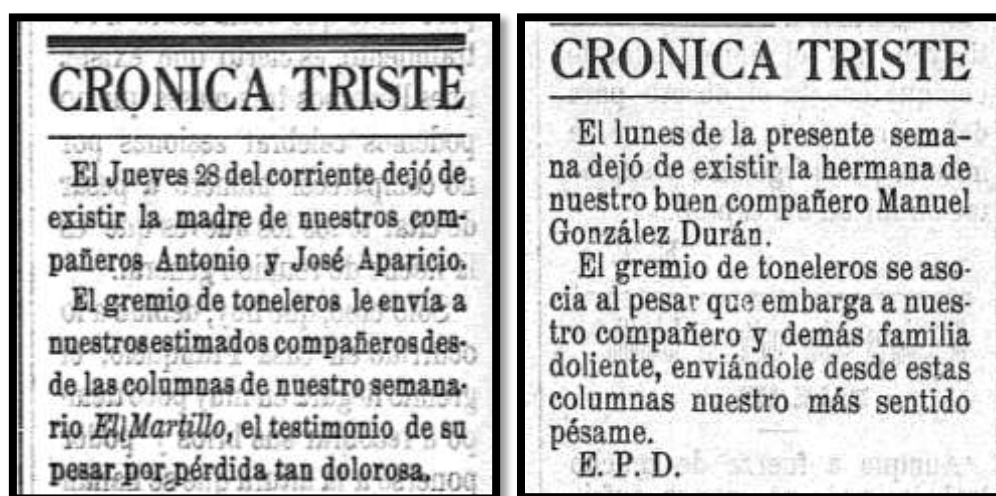 CRONICA TRISTE
El Jueves 28 del corriente dejó de
existir la madre de nuestros com-
pañeros Antonio y José Aparicio.
El gremio de toneleros le envía a
nuestros estimados compañeros des-
de las columnas de nuestro semana-
rio El Martillo, el testimonio de su
pesar por pérdida tan dolorosa.
CRONICA TRISTE
El lunes de la presente sema-
na dejó de existir la hermana de
nuestro buen compañero Manuel
González Durán.
El gremio de toneleros se aso-
cia al pesar que embarga a nues-
tro compañero y demás familia
doliente, enviándole desde estas
columnas nuestro más sentido
pésame.
E. P. D.